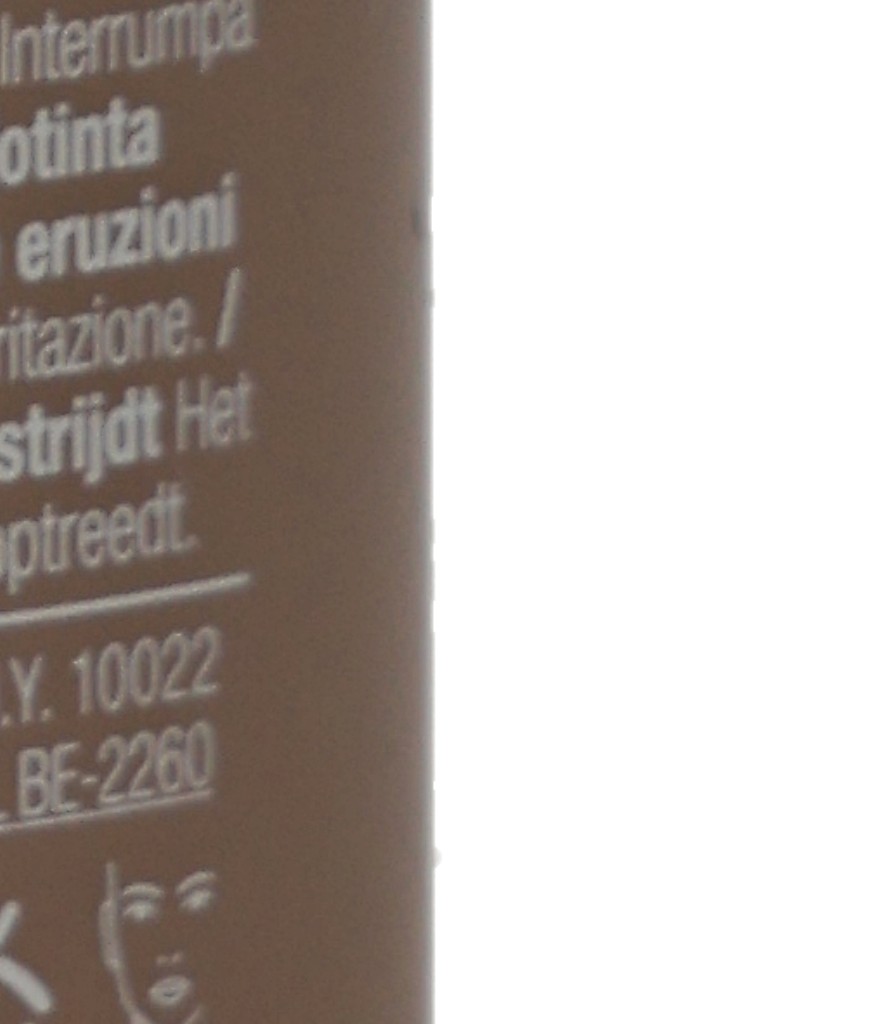 Interrumpa
otinta
eruzioni
ritazione. /
strijdt Het
optreedt.
.Y. 10022
. BE-2260